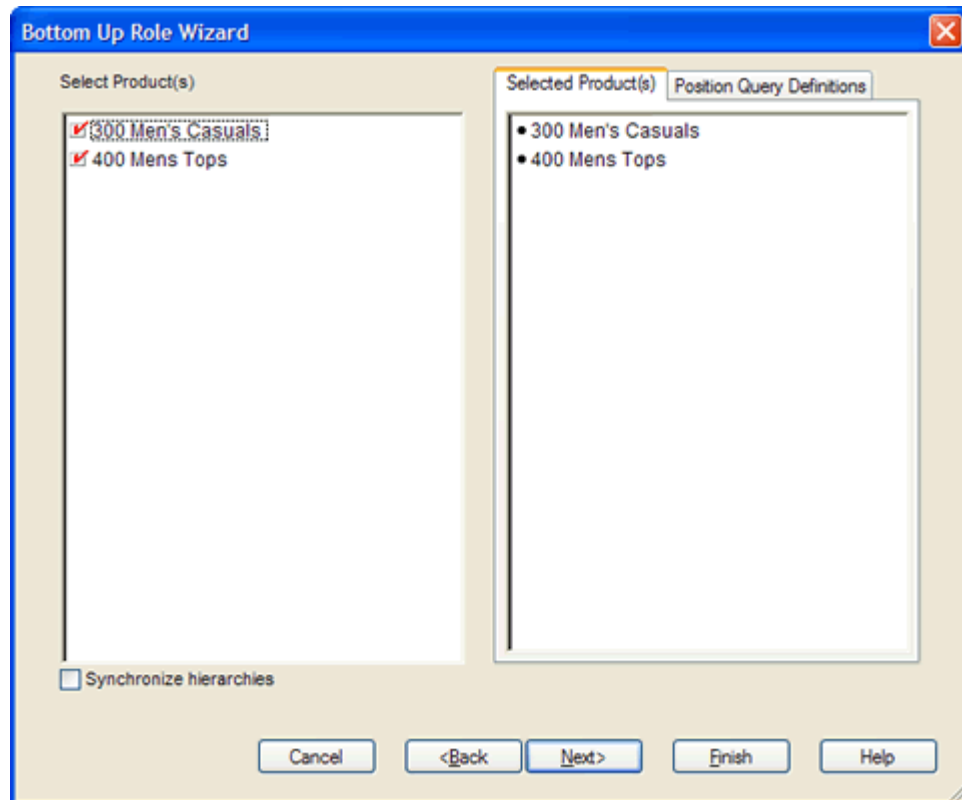 Bottom Up Role Wizard
Select Product(s)
300 Men's Casuals
400 Mens Tops
Synchronize hierarchies
Selected Product(s)
Position Query Definitions
300 Men's Casuals
400 Mens Tops
Cancel
<Back
Next>
Finish
Help